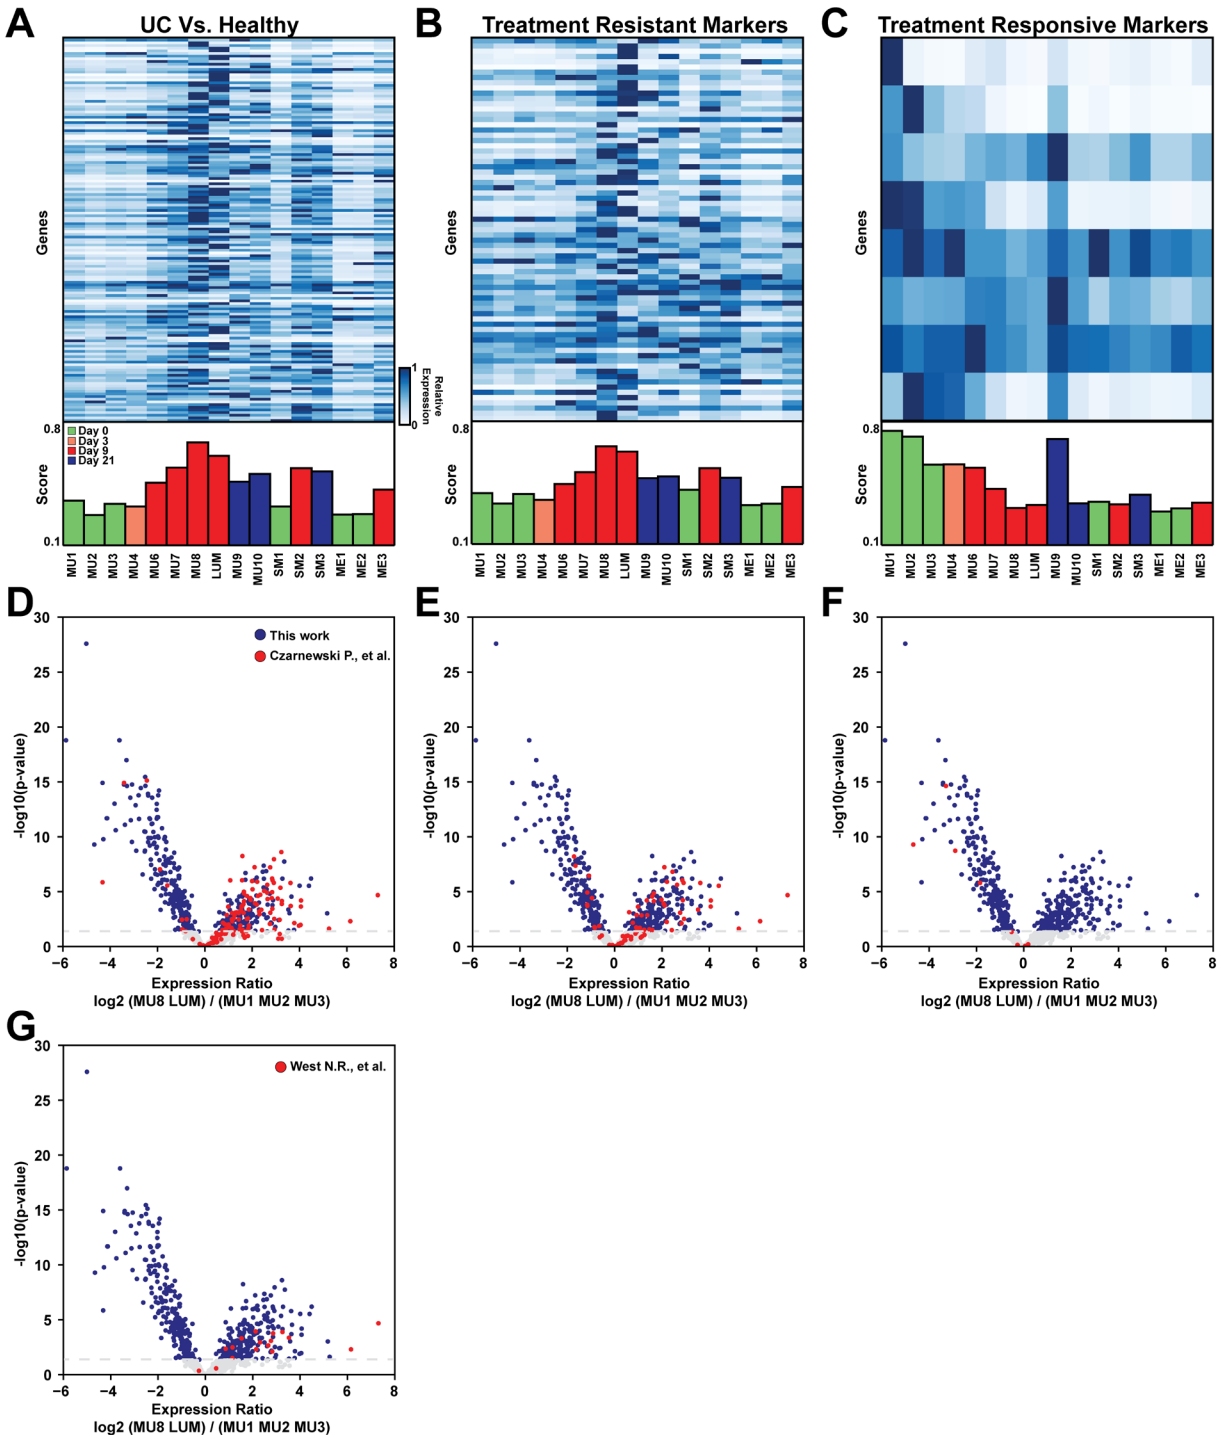 A
UC Vs. Healthy
Genes
1
0
Relative
Expression
0.8
Score
0.1
Day 0
Day 3
Day 9
Day 21
MU1 MU2 MU3 MU4 MU6 MU7 MU8 LUM MU9 MU10 SM1 SM2 SM3 ME1 ME2 ME3
B
Treatment Resistant Markers
Genes
0.8
Score
0.1
MU1 MU2 MU3 MU4 MU6 MU7 MU8 LUM MU9 MU10 SM1 SM2 SM3 ME1 ME2 ME3
C
Treatment Responsive Markers
Genes
0.8
Score
0.1
MU1 MU2 MU3 MU4 MU6 MU7 MU8 LUM MU9 MU10 SM1 SM2 SM3 ME1 ME2 ME3
D
This work
Czarnewski P., et al.
-log10(p-value)
30
25
20
15
10
5
0
−6 −4 −2 0 2 4 6 8
Expression Ratio
log2 (MU8 LUM) / (MU1 MU2 MU3)
E
-log10(p-value)
30
25
20
15
10
5
0
−6 −4 −2 0 2 4 6 8
Expression Ratio
log2 (MU8 LUM) / (MU1 MU2 MU3)
F
-log10(p-value)
30
25
20
15
10
5
0
−6 −4 −2 0 2 4 6 8
Expression Ratio
log2 (MU8 LUM) / (MU1 MU2 MU3)
G
West N.R., et al.
-log10(p-value)
30
25
20
15
10
5
0
−6 −4 −2 0 2 4 6 8
Expression Ratio
log2 (MU8 LUM) / (MU1 MU2 MU3)